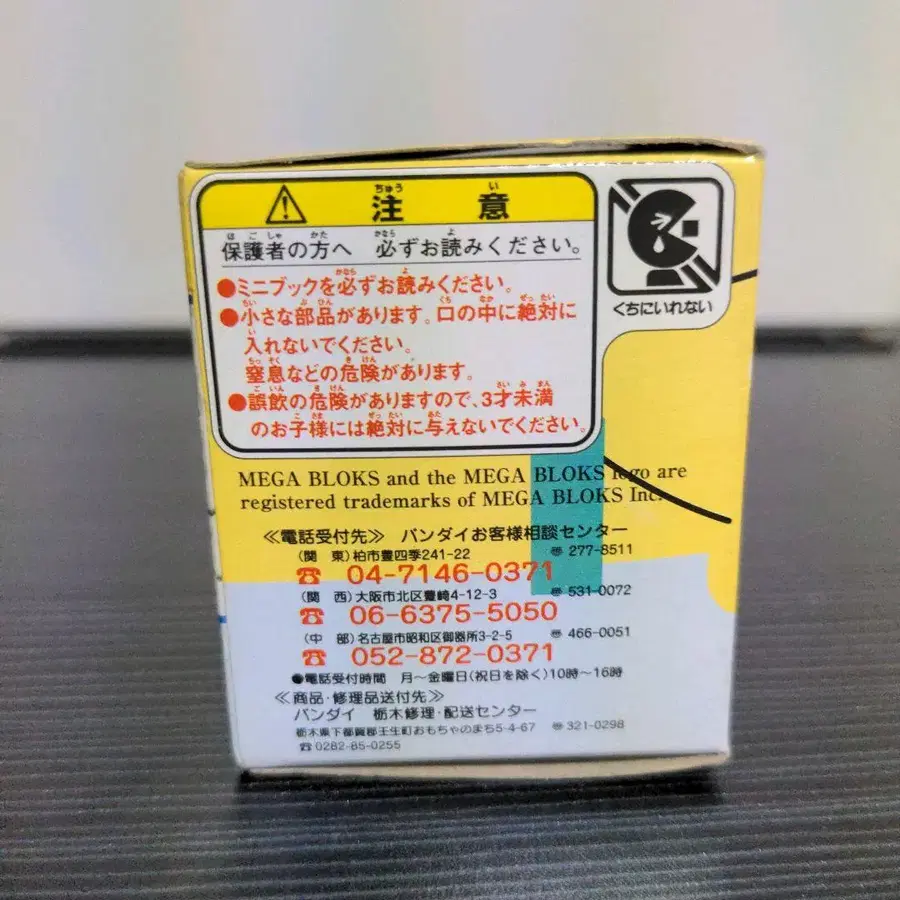 注意
保護者の方へ 必ずお読みください。
●ミニブックを必ずお読みください。
●小さな部品があります。口の中に絶対に
入れないでください。
窒息などの危険があります。
●誤飲の危険がありますので、3才未満
のお子様には絶対に与えないでください。
くちにいれない
MEGA BLOKS and the MEGA BLOKS logo are
registered trademarks of MEGA BLOKS Inc.
≪電話受付先≫ バンダイお客様相談センター
(関 東)柏市豊四季241-22 〠277-8511
☎ 04-7146-0371
(関 西)大阪市北区豊崎4-12-3 〠531-0072
☎ 06-6375-5050
(中 部)名古屋市昭和区御器所3-2-5 〠466-0051
☎ 052-872-0371
●電話受付時間 月〜金曜日(祝日を除く)10時〜16時
≪商品・修理品送付先≫
バンダイ 栃木修理・配送センター
栃木県下都賀郡壬生町おもちゃのまち5-4-67 〠321-0298
☎0282-85-0255